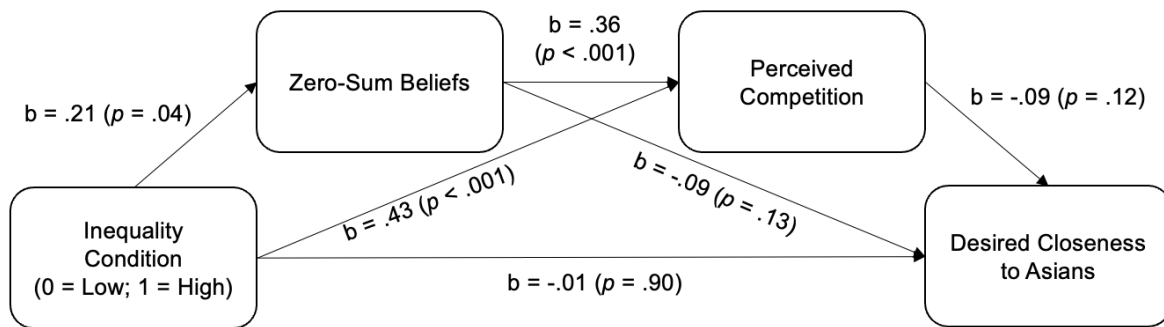 b = .36
(p < .001)
Zero-Sum Beliefs
Perceived
Competition
b = .21 (p = .04)
b = -.09 (p = .12)
b = .43 (p < .001)
b = -.09 (p = .13)
Inequality
Condition
(0 = Low; 1 = High)
Desired Closeness
to Asians
b = -.01 (p = .90)